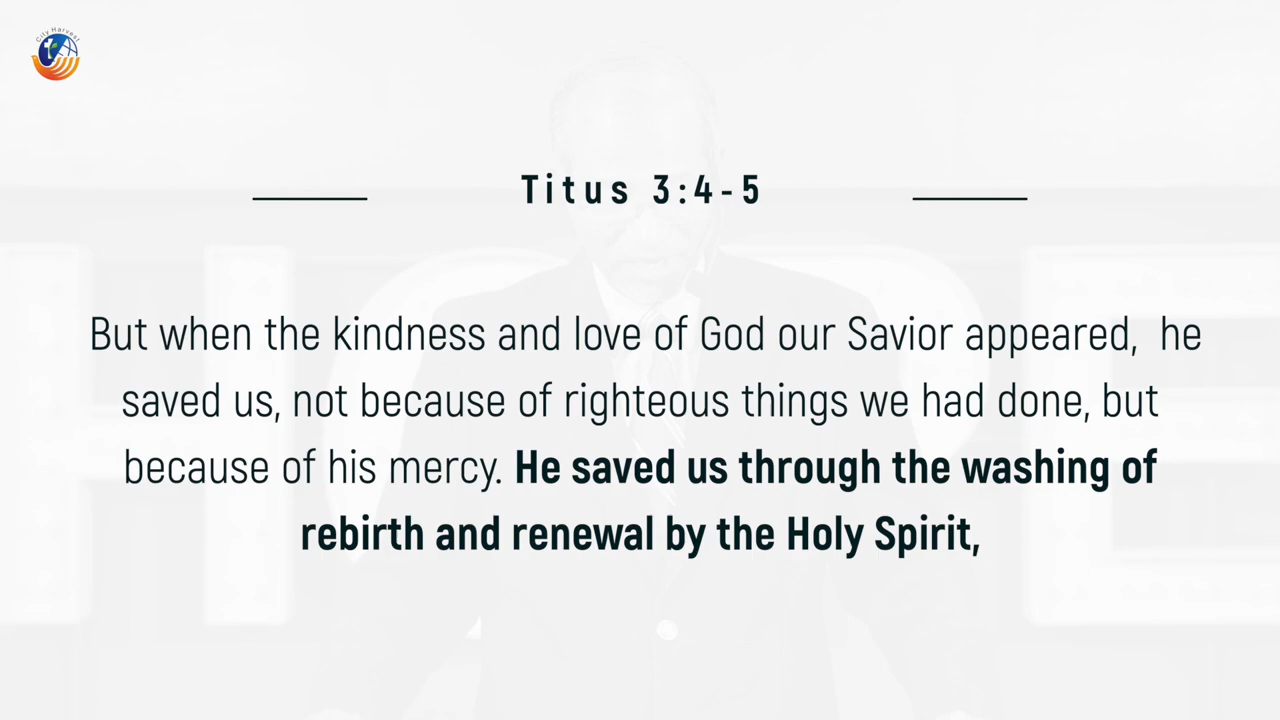 City Harvest
Titus 3:4-5
But when the kindness and love of God our Savior appeared,  he
saved us, not because of righteous things we had done, but
because of his mercy. He saved us through the washing of
rebirth and renewal by the Holy Spirit,